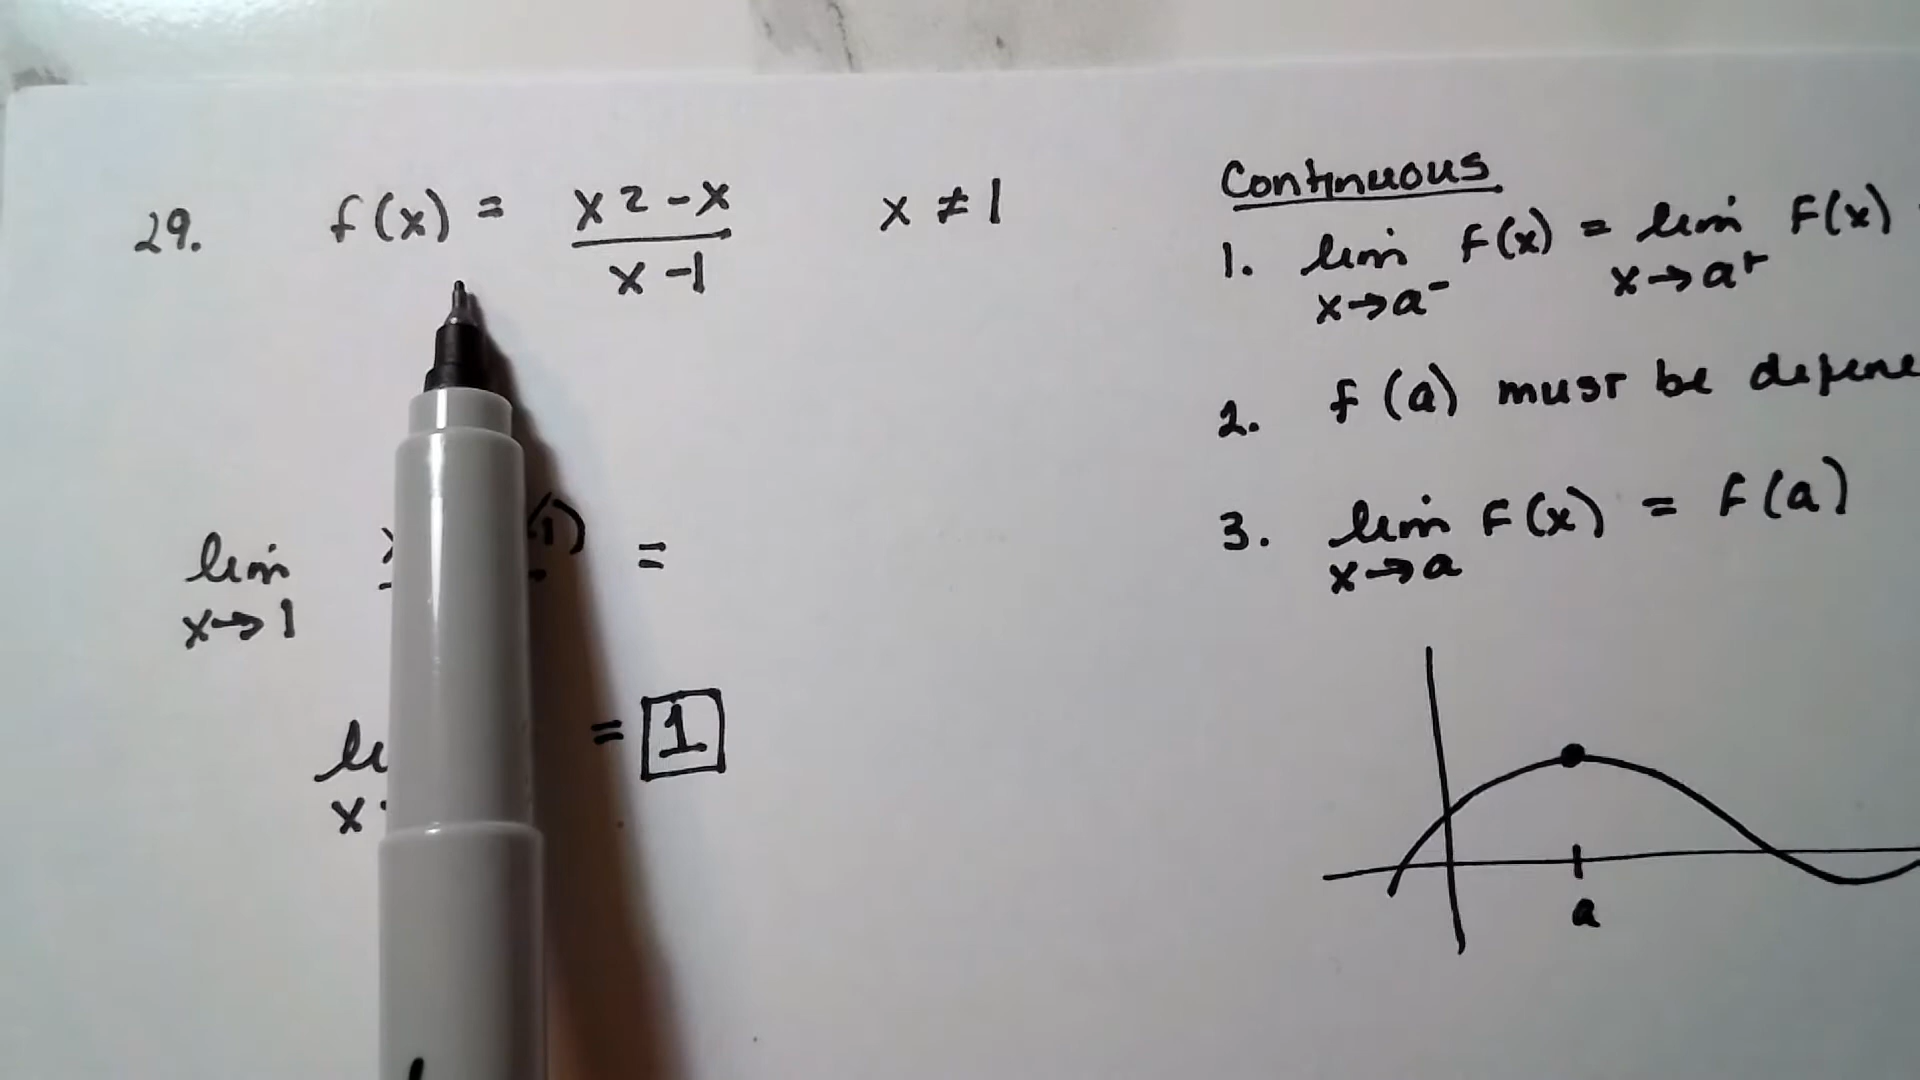 29. f(x) = x2-x / x-1 x ≠ 1
lim x→1 = 
= 1
Continuous
1. lim x→a- F(x) = lim x→a+ F(x)
2. f(a) must be
3. lim x→a F(x) = F(a)
a